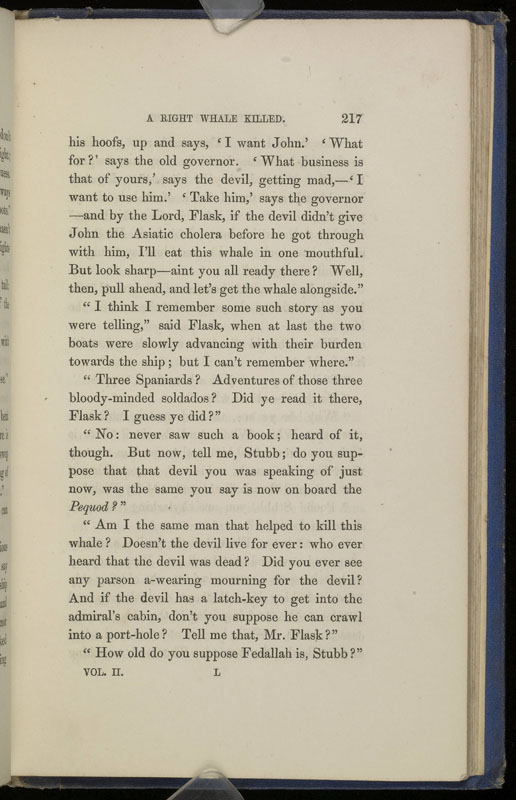 A RIGHT WHALE KILLED. 217
his hoofs, up and says, ‘I want John.’ ‘What
for?’ says the old governor. ‘What business is
that of yours,’ says the devil, getting mad,—‘I
want to use him.’ ‘Take him,’ says the governor
—and by the Lord, Flask, if the devil didn’t give
John the Asiatic cholera before he got through
with him, I’ll eat this whale in one mouthful.
But look sharp—aint you all ready there? Well,
then, pull ahead, and let’s get the whale alongside.”
“I think I remember some such story as you
were telling,” said Flask, when at last the two
boats were slowly advancing with their burden
towards the ship; but I can’t remember where.”
“Three Spaniards? Adventures of those three
bloody-minded soldados? Did ye read it there,
Flask? I guess ye did?”
“No: never saw such a book; heard of it,
though. But now, tell me, Stubb; do you sup-
pose that that devil you was speaking of just
now, was the same you say is now on board the
Pequod?”
“Am I the same man that helped to kill this
whale? Doesn’t the devil live for ever: who ever
heard that the devil was dead? Did you ever see
any parson a-wearing mourning for the devil?
And if the devil has a latch-key to get into the
admiral’s cabin, don’t you suppose he can crawl
into a port-hole? Tell me that, Mr. Flask?”
“How old do you suppose Fedallah is, Stubb?”
VOL. II. L